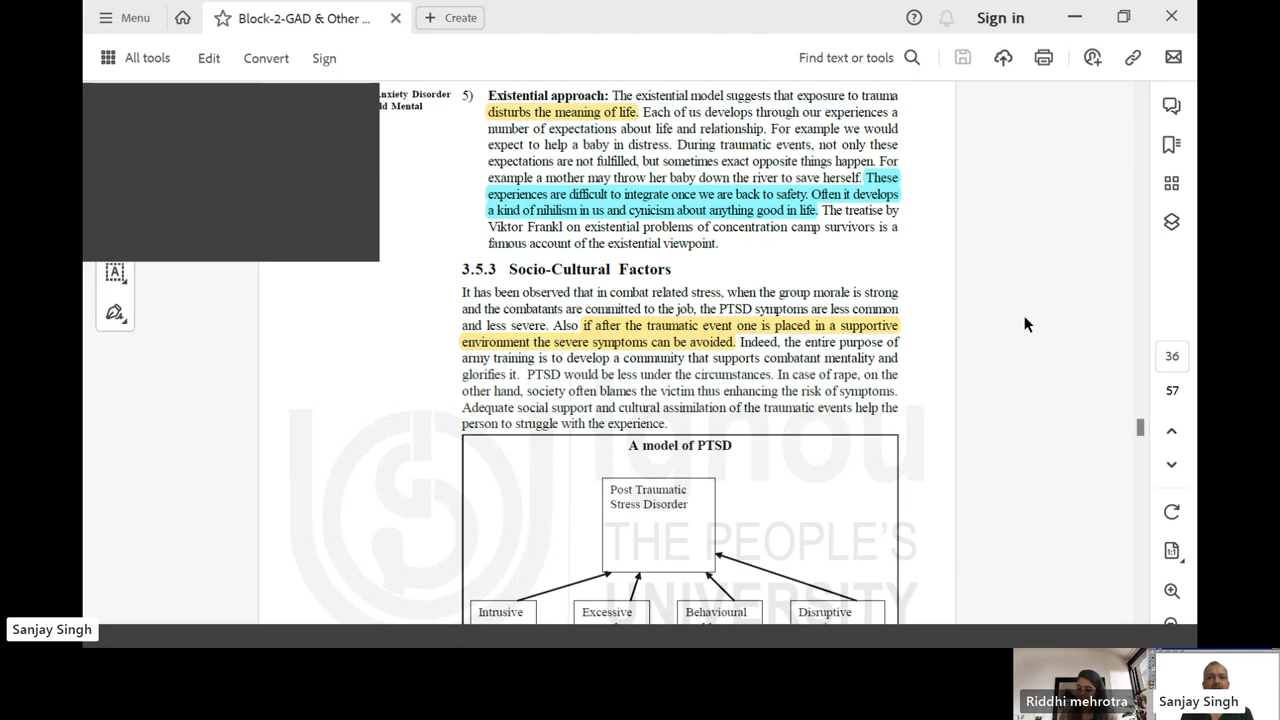 Menu
Block-2-GAD & Other ...
Create
Sign in
All tools
Edit
Convert
Sign
Find text or tools
nxiety Disorder
ld Mental
5) Existential approach: The existential model suggests that exposure to trauma
disturbs the meaning of life. Each of us develops through our experiences a
number of expectations about life and relationship. For example we would
expect to help a baby in distress. During traumatic events, not only these
expectations are not fulfilled, but sometimes exact opposite things happen. For
example a mother may throw her baby down the river to save herself. These
experiences are difficult to integrate once we are back to safety. Often it develops
a kind of nihilism in us and cynicism about anything good in life. The treatise by
Viktor Frankl on existential problems of concentration camp survivors is a
famous account of the existential viewpoint.
3.5.3 Socio-Cultural Factors
It has been observed that in combat related stress, when the group morale is strong
and the combatants are committed to the job, the PTSD symptoms are less common
and less severe. Also if after the traumatic event one is placed in a supportive
environment the severe symptoms can be avoided. Indeed, the entire purpose of
army training is to develop a community that supports combatant mentality and
glorifies it. PTSD would be less under the circumstances. In case of rape, on the
other hand, society often blames the victim thus enhancing the risk of symptoms.
Adequate social support and cultural assimilation of the traumatic events help the
person to struggle with the experience.
A model of PTSD
Post Traumatic
Stress Disorder
ignou
THE PEOPLE'S
UNIVERSITY
Intrusive
Excessive
Behavioural
Disruptive
36
57
1:1
Sanjay Singh
Riddhi mehrotra
Sanjay Singh